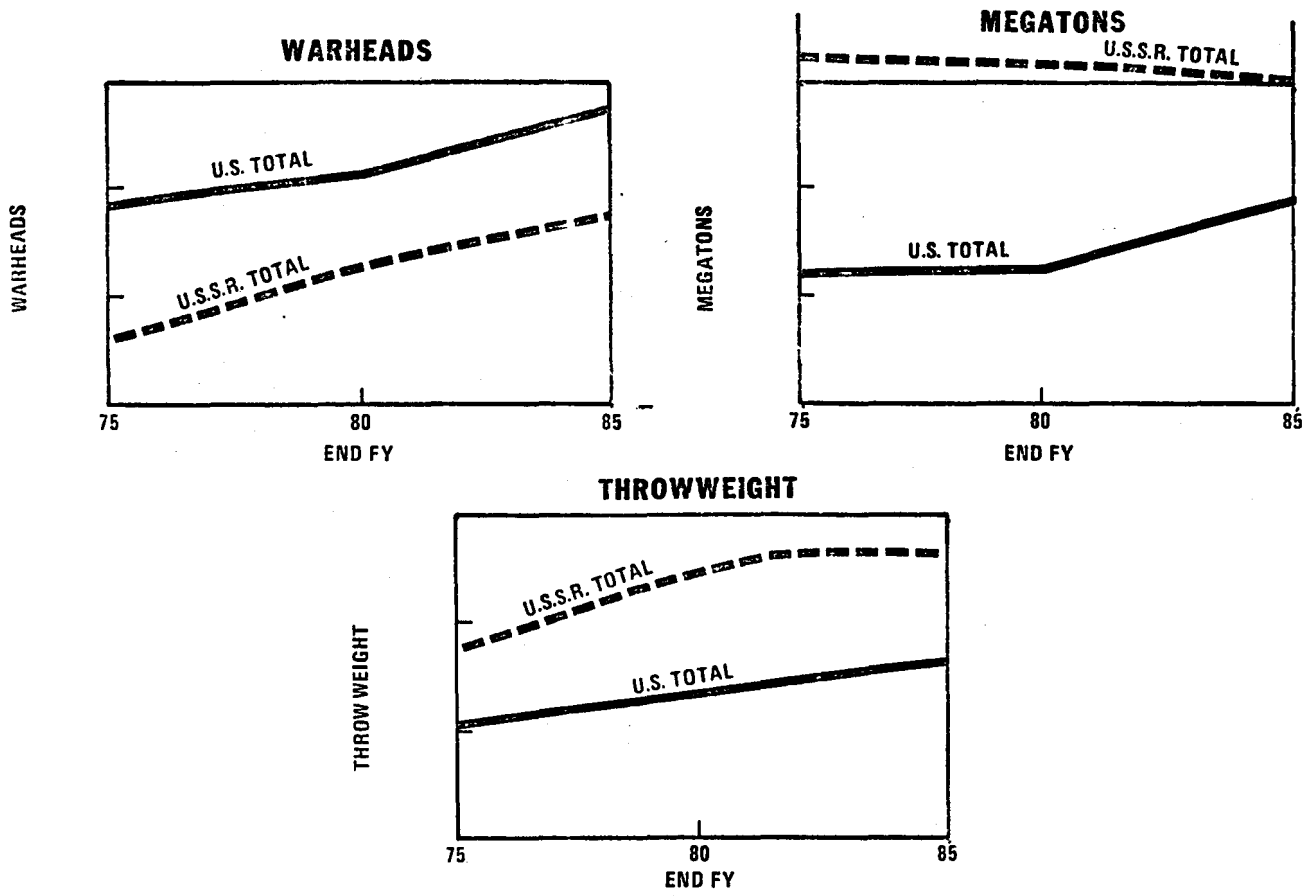 WARHEADS
U.S. TOTAL
U.S.S.R. TOTAL
WARHEADS
75 80 85
END FY
MEGATONS
U.S.S.R. TOTAL
U.S. TOTAL
MEGATONS
75 80 85
END FY
THROWWEIGHT
U.S.S.R. TOTAL
U.S. TOTAL
THROW WEIGHT
75 80 85
END FY